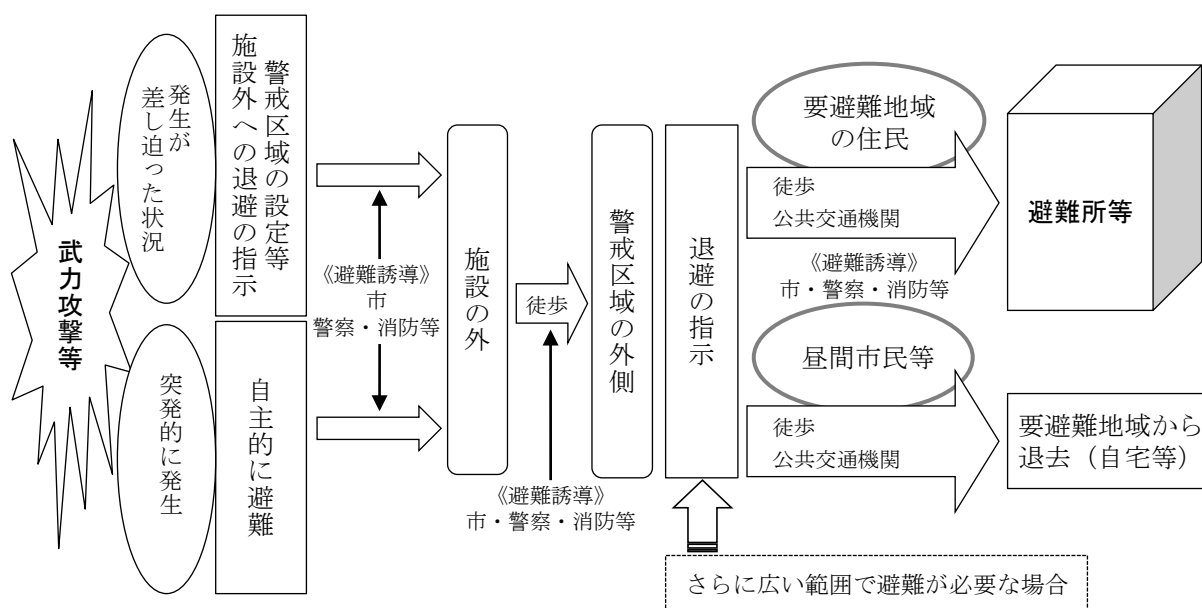 武力攻撃等
発生が
差し迫った状況
警戒区域の設定等
施設外への退避の指示
突発的に発生
自主的に避難
《避難誘導》
市
警察・消防等
施設の外
徒歩
《避難誘導》
市・警察・消防等
警戒区域の外側
退避の指示
さらに広い範囲で避難が必要な場合
要避難地域
の住民
徒歩
公共交通機関
《避難誘導》
市・警察・消防等
避難所等
昼間市民等
徒歩
公共交通機関
要避難地域から
退去（自宅等）